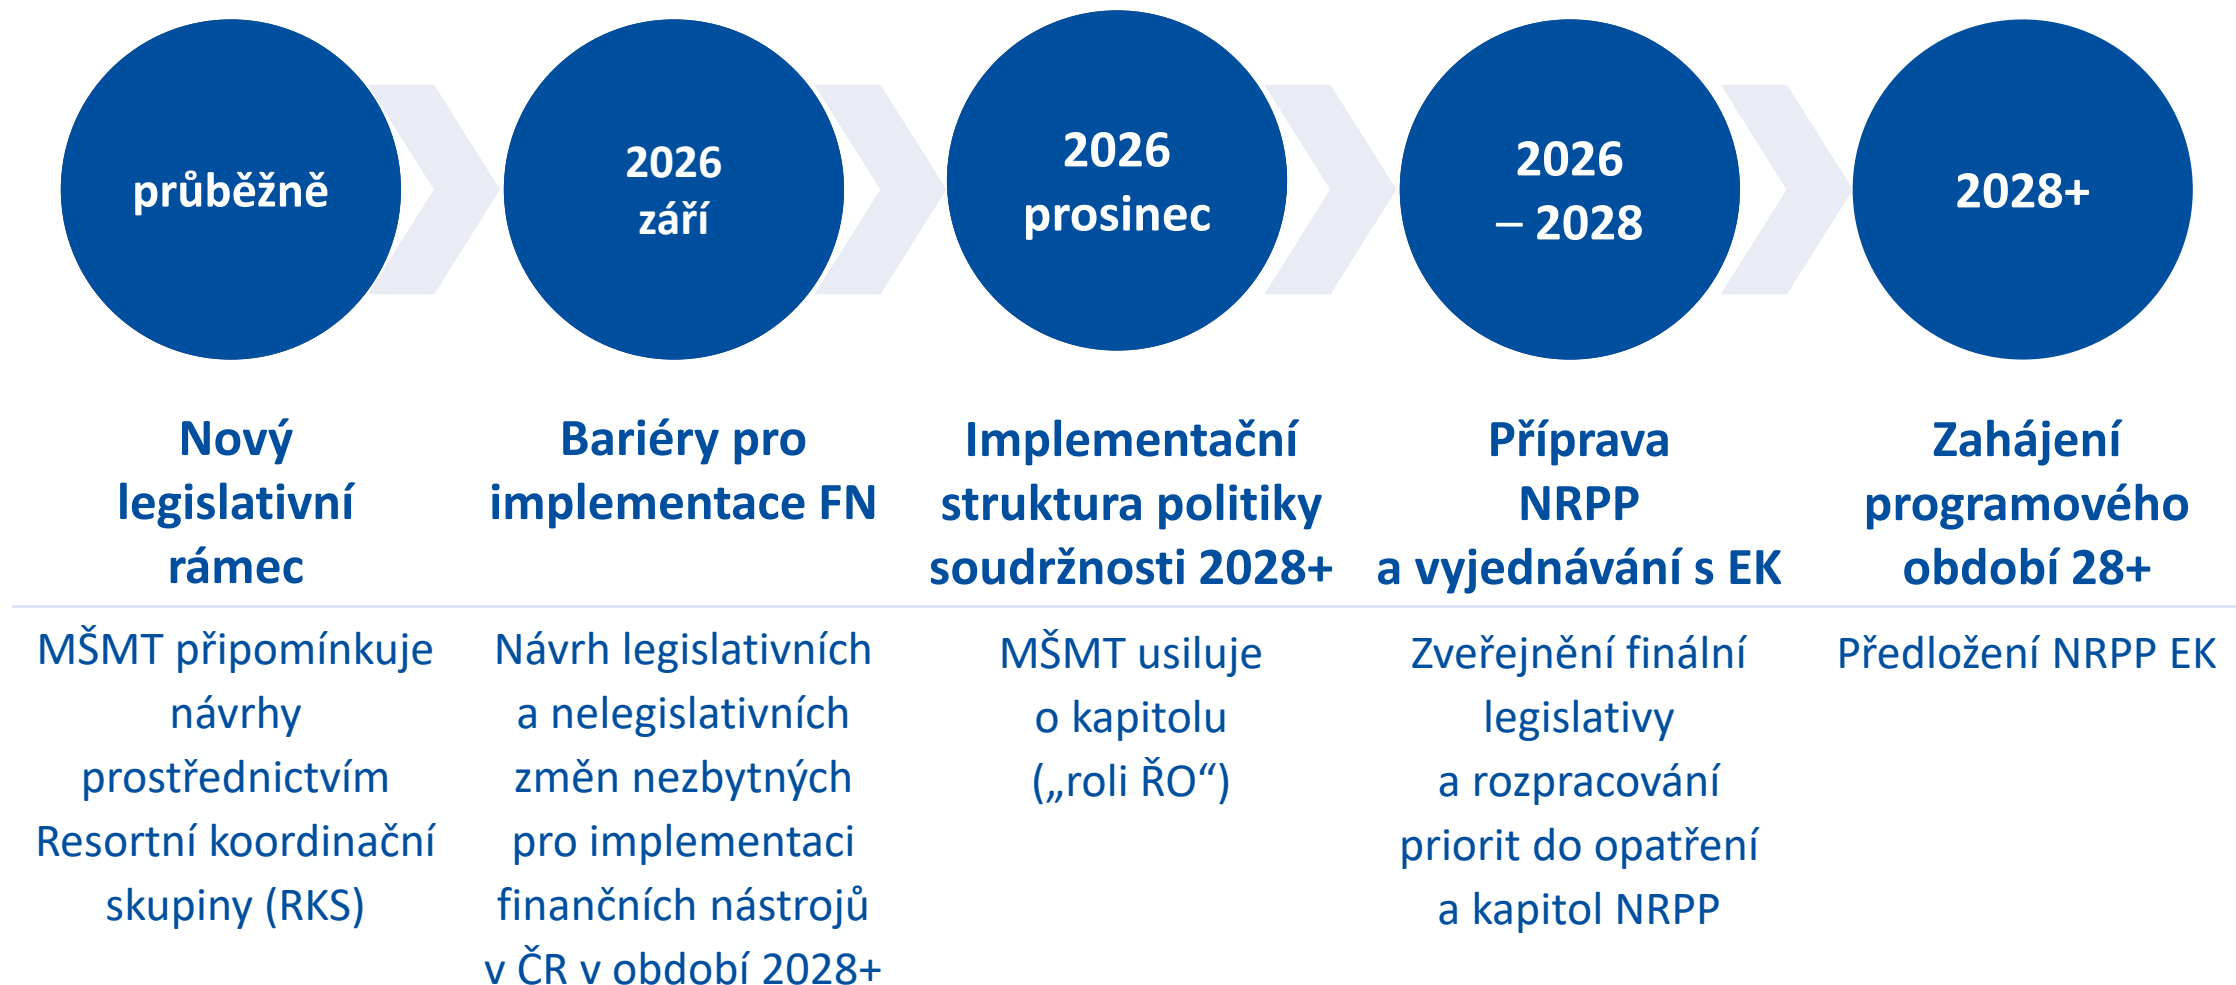 průběžně
2026
září
2026
prosinec
2026
– 2028
2028+
Nový
legislativní
rámec
Bariéry pro
implementace FN
Implementační
struktura politiky
soudržnosti 2028+
Příprava
NRPP
a vyjednávání s EK
Zahájení
programového
období 28+
MŠMT připomínkuje
návrhy
prostřednictvím
Resortní koordinační
skupiny (RKS)
Návrh legislativních
a nelegislativních
změn nezbytných
pro implementaci
finančních nástrojů
v ČR v období 2028+
MŠMT usiluje
o kapitolu
(„roli ŘO“)
Zveřejnění finální
legislativy
a rozpracování
priorit do opatření
a kapitol NRPP
Předložení NRPP EK